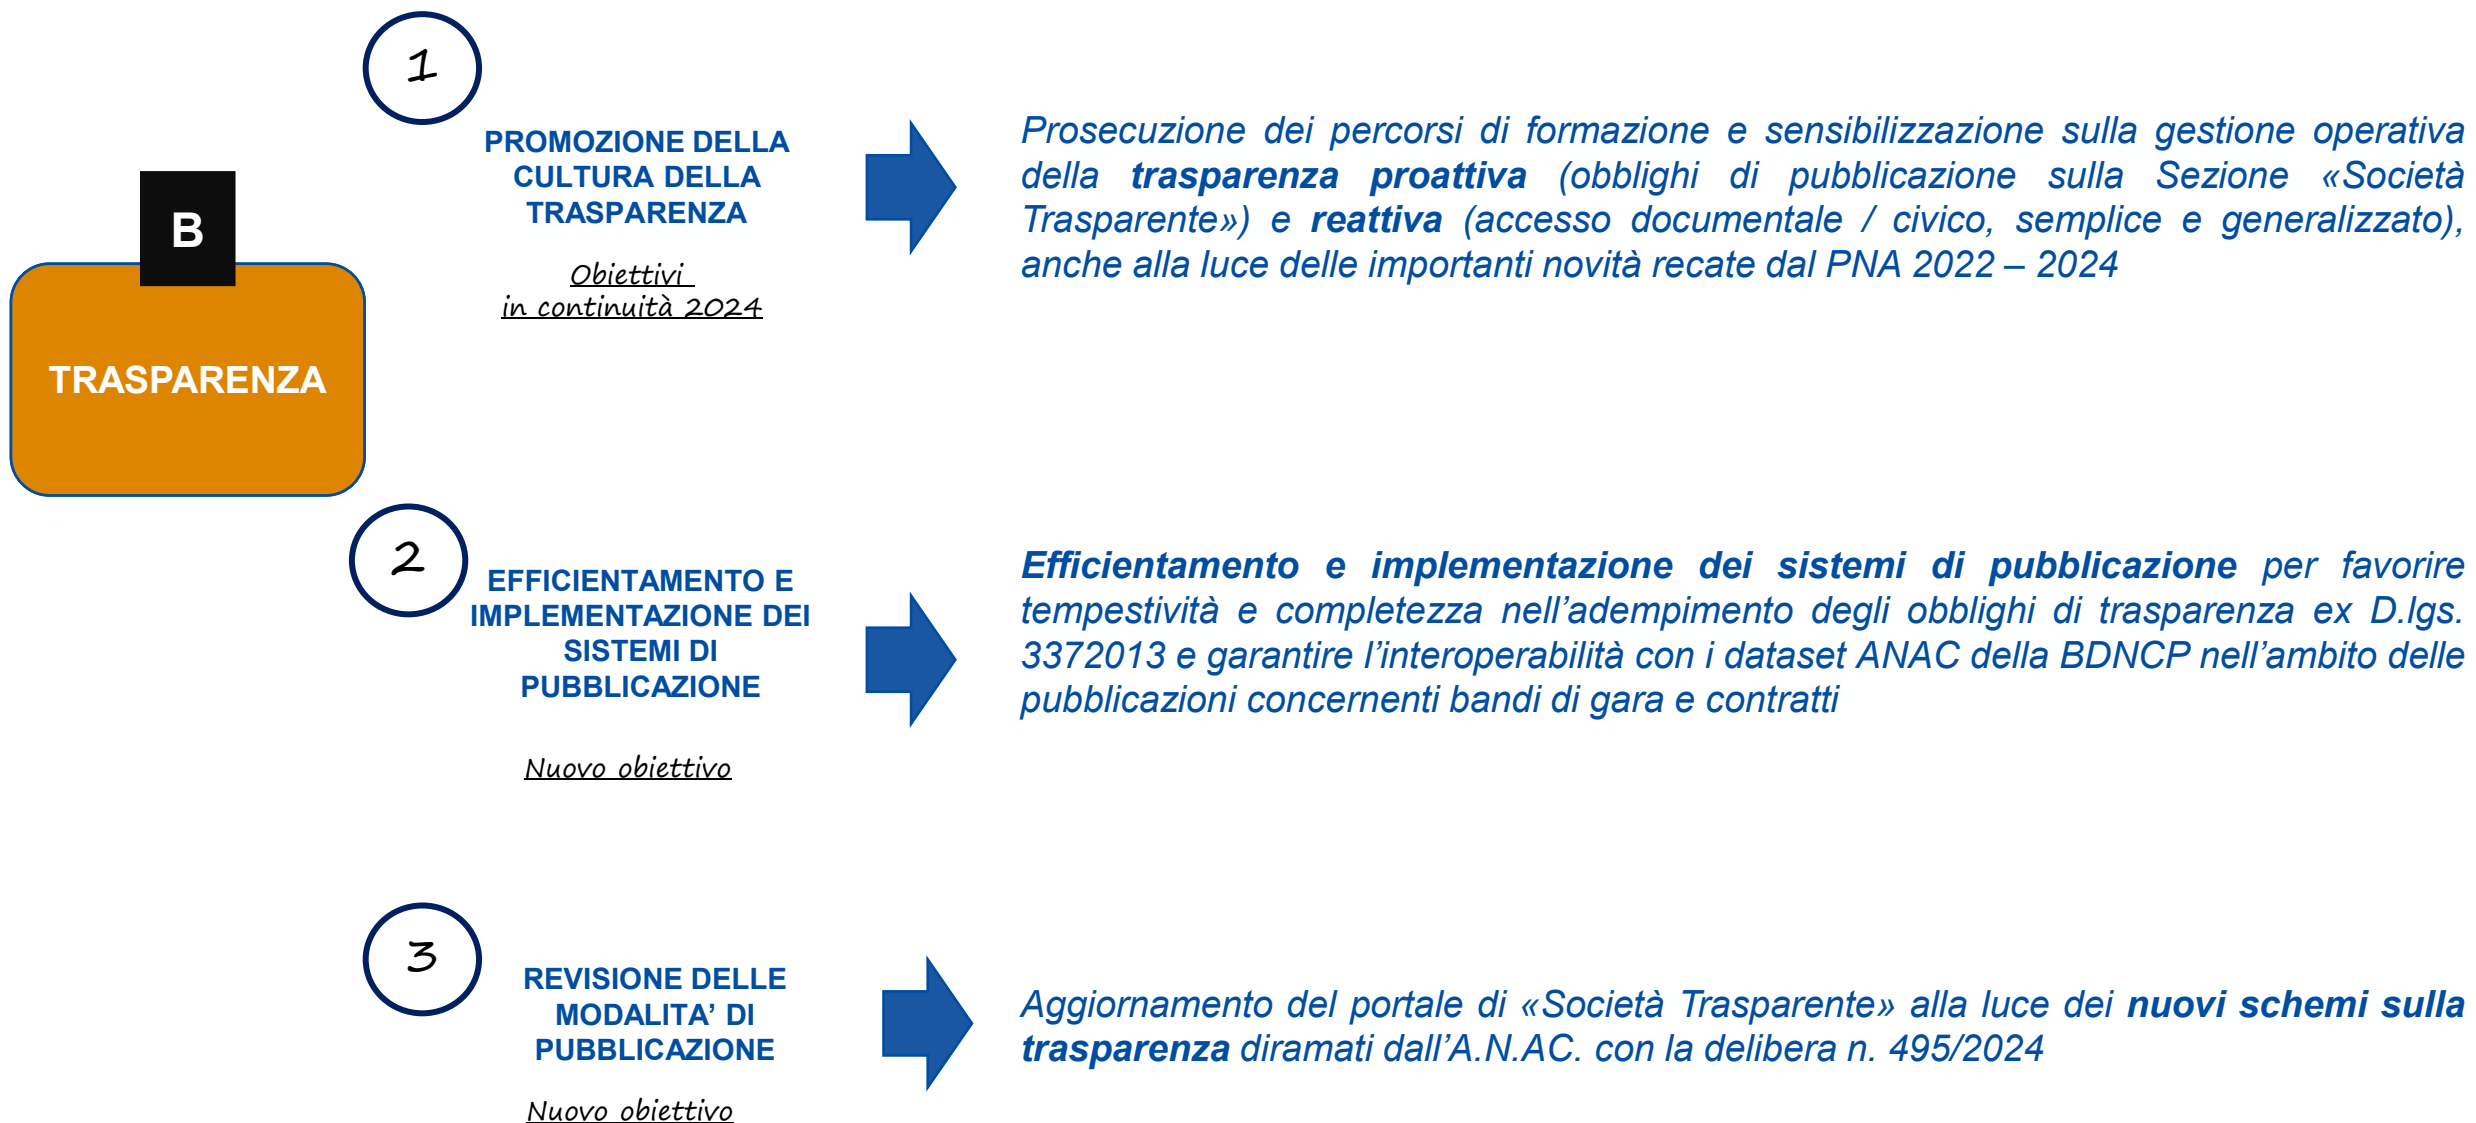 B
TRASPARENZA
1
PROMOZIONE DELLA
CULTURA DELLA
TRASPARENZA
Obiettivi
in continuità 2024
Prosecuzione dei percorsi di formazione e sensibilizzazione sulla gestione operativa
della trasparenza proattiva (obblighi di pubblicazione sulla Sezione «Società
Trasparente») e reattiva (accesso documentale / civico, semplice e generalizzato),
anche alla luce delle importanti novità recate dal PNA 2022 – 2024
2
EFFICIENTAMENTO E
IMPLEMENTAZIONE DEI
SISTEMI DI
PUBBLICAZIONE
Nuovo obiettivo
Efficientamento e implementazione dei sistemi di pubblicazione per favorire
tempestività e completezza nell’adempimento degli obblighi di trasparenza ex D.lgs.
3372013 e garantire l’interoperabilità con i dataset ANAC della BDNCP nell’ambito delle
pubblicazioni concernenti bandi di gara e contratti
3
REVISIONE DELLE
MODALITA’ DI
PUBBLICAZIONE
Nuovo obiettivo
Aggiornamento del portale di «Società Trasparente» alla luce dei nuovi schemi sulla
trasparenza diramati dall’A.N.AC. con la delibera n. 495/2024